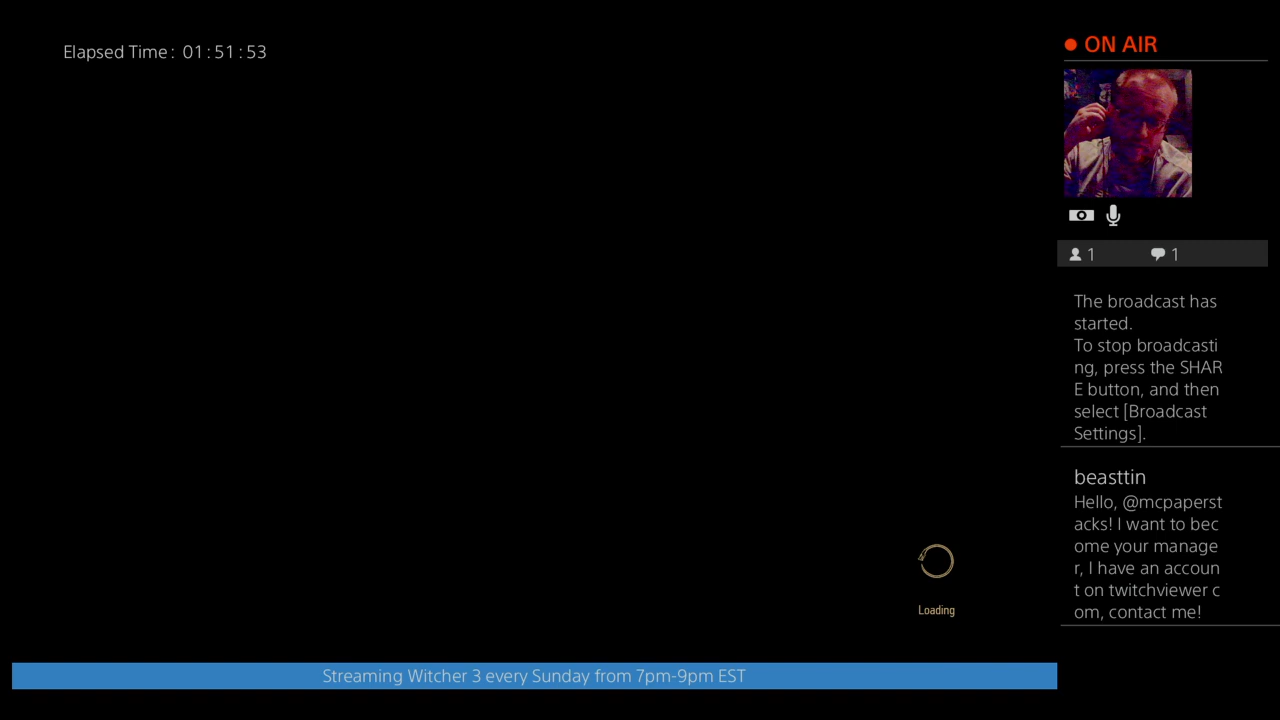 Elapsed Time: 01:51:53
ON AIR
1
1
The broadcast has
started.
To stop broadcasti
ng, press the SHAR
E button, and then
select [Broadcast
Settings].
beasttin
Hello, @mcpaperst
acks! I want to bec
ome your manage
r, I have an accoun
t on twitchviewer c
om, contact me!
Loading
Streaming Witcher 3 every Sunday from 7pm-9pm EST